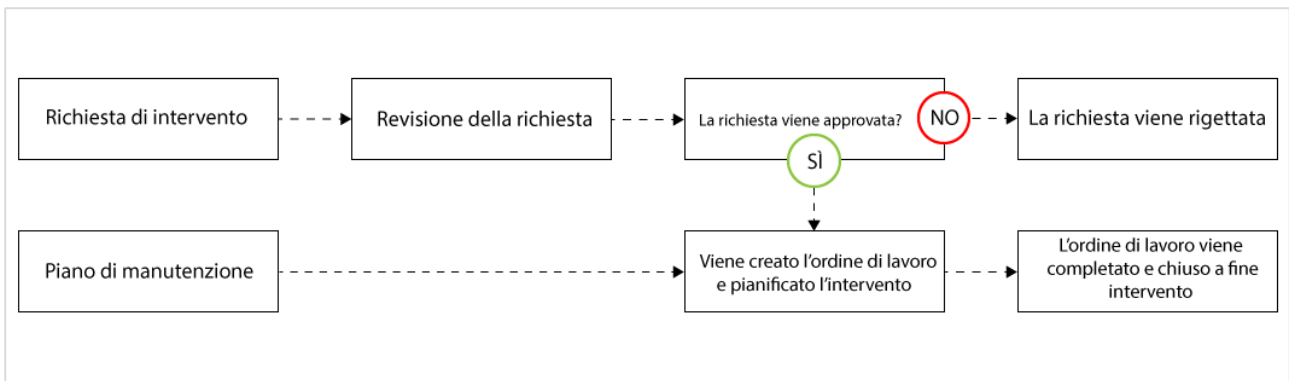 Richiesta di intervento
Revisione della richiesta
La richiesta viene approvata?
NO
La richiesta viene rigettata
SÌ
Piano di manutenzione
Viene creato l'ordine di lavoro
e pianificato l'intervento
L'ordine di lavoro viene
completato e chiuso a fine
intervento